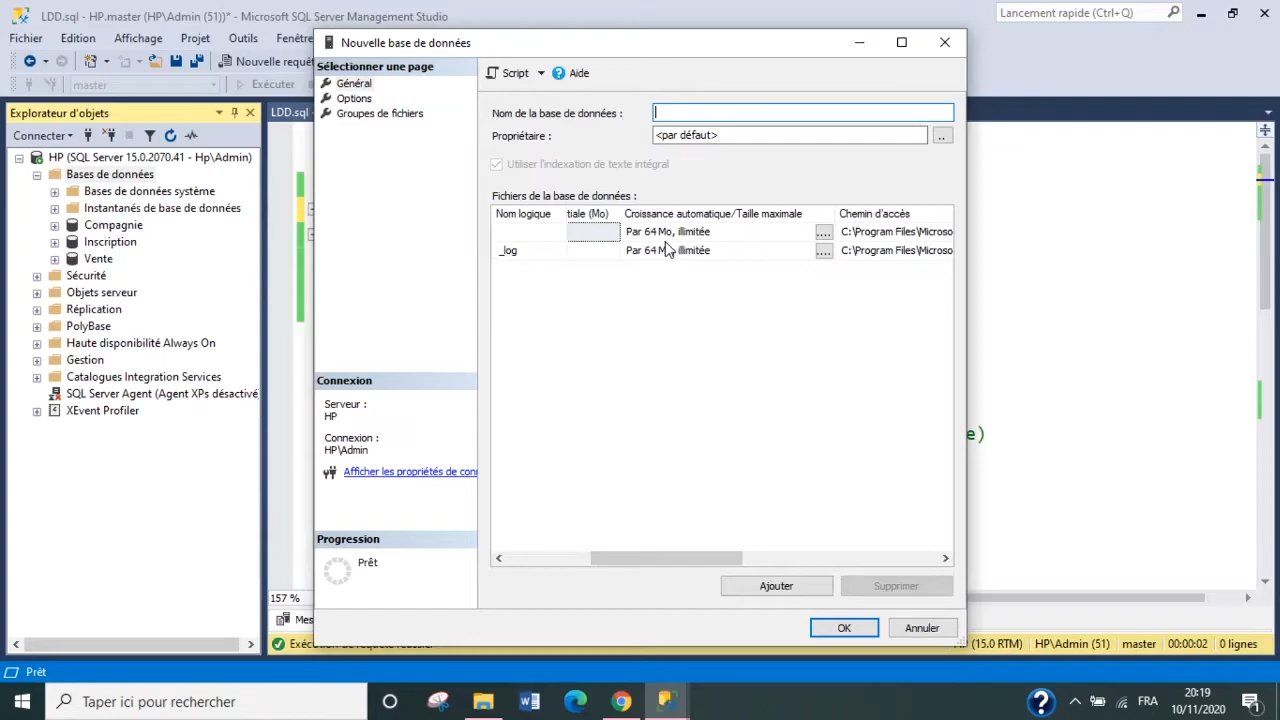 LDD.sql - HP.master (HP\Admin (51))* - Microsoft SQL Server Management Studio
Lancement rapide (Ctrl+Q)
Fichier Edition Affichage Projet Outils Fenêtre
Nouvelle requêt
master Exécuter
Nouvelle base de données
Sélectionner une page
Général
Options
Groupes de fichiers
Script Aide
Nom de la base de données :
Propriétaire : <par défaut> ..
Utiliser l'indexation de texte intégral
Fichiers de la base de données :
Nom logique tiale (Mo) Croissance automatique/Taille maximale Chemin d'accès
Par 64 Mo, illimitée .... C:\Program Files\Microso
_log Par 64 M illimitée .... C:\Program Files\Microso
Ajouter Supprimer
OK Annuler
Connexion
Serveur :
HP
Connexion :
HP\Admin
Afficher les propriétés de con
Progression
Prêt
Explorateur d'objets
Connecter
HP (SQL Server 15.0.2070.41 - Hp\Admin)
Bases de données
Bases de données système
Instantanés de base de données
Compagnie
Inscription
Vente
Sécurité
Objets serveur
Réplication
PolyBase
Haute disponibilité Always On
Gestion
Catalogues Integration Services
SQL Server Agent (Agent XPs désactivé
XEvent Profiler
LDD.sql
e)
157 %
Mes
(15.0 RTM) HP\Admin (51) master 00:00:02 0 lignes
Prêt
Taper ici pour rechercher
FRA
20:19
10/11/2020
1